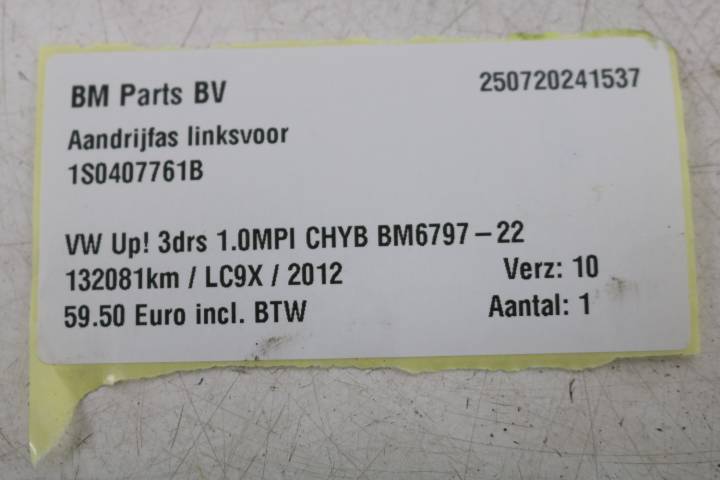 BM Parts BV 250720241537
Aandrijfas linksvoor
1S0407761B
VW Up! 3drs 1.0MPI CHYB BM6797-22
132081km / LC9X / 2012 Verz: 10
59.50 Euro incl. BTW Aantal: 1